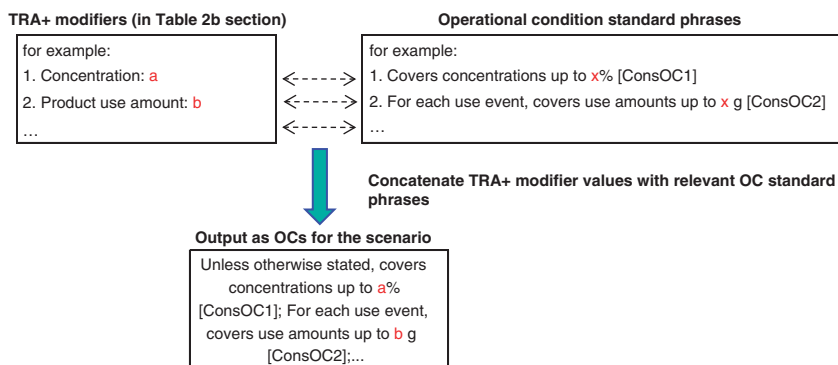 TRA+ modifiers (in Table 2b section)
for example:
1. Concentration: a
2. Product use amount: b
...
Operational condition standard phrases
for example:
1. Covers concentrations up to x% [ConsOC1]
2. For each use event, covers use amounts up to x g [ConsOC2]
...
Concatenate TRA+ modifier values with relevant OC standard
phrases
Output as OCs for the scenario
Unless otherwise stated, covers
concentrations up to a%
[ConsOC1]; For each use event,
covers use amounts up to b g
[ConsOC2];...